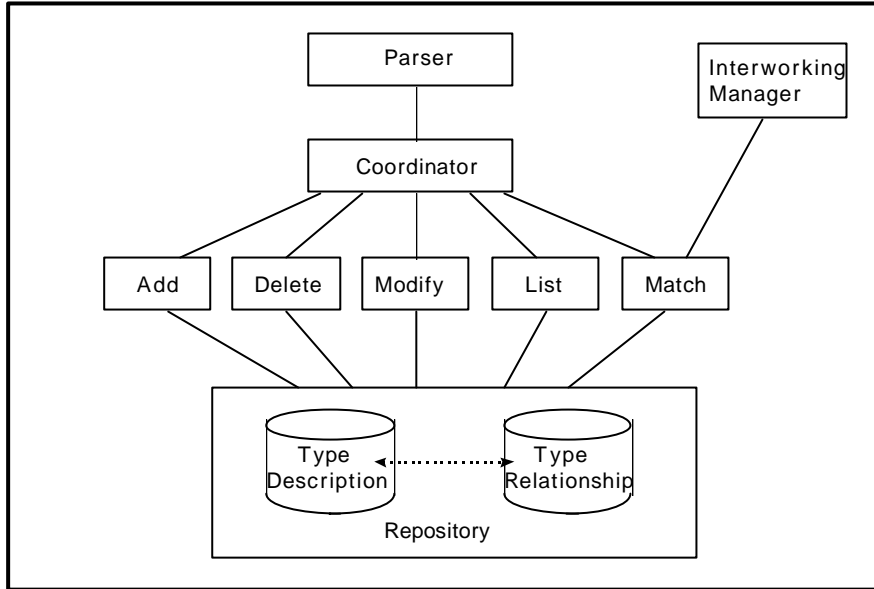 Parser
Interworking
Manager
Coordinator
Add
Delete
Modify
List
Match
Type
Description
Type
Relationship
Repository